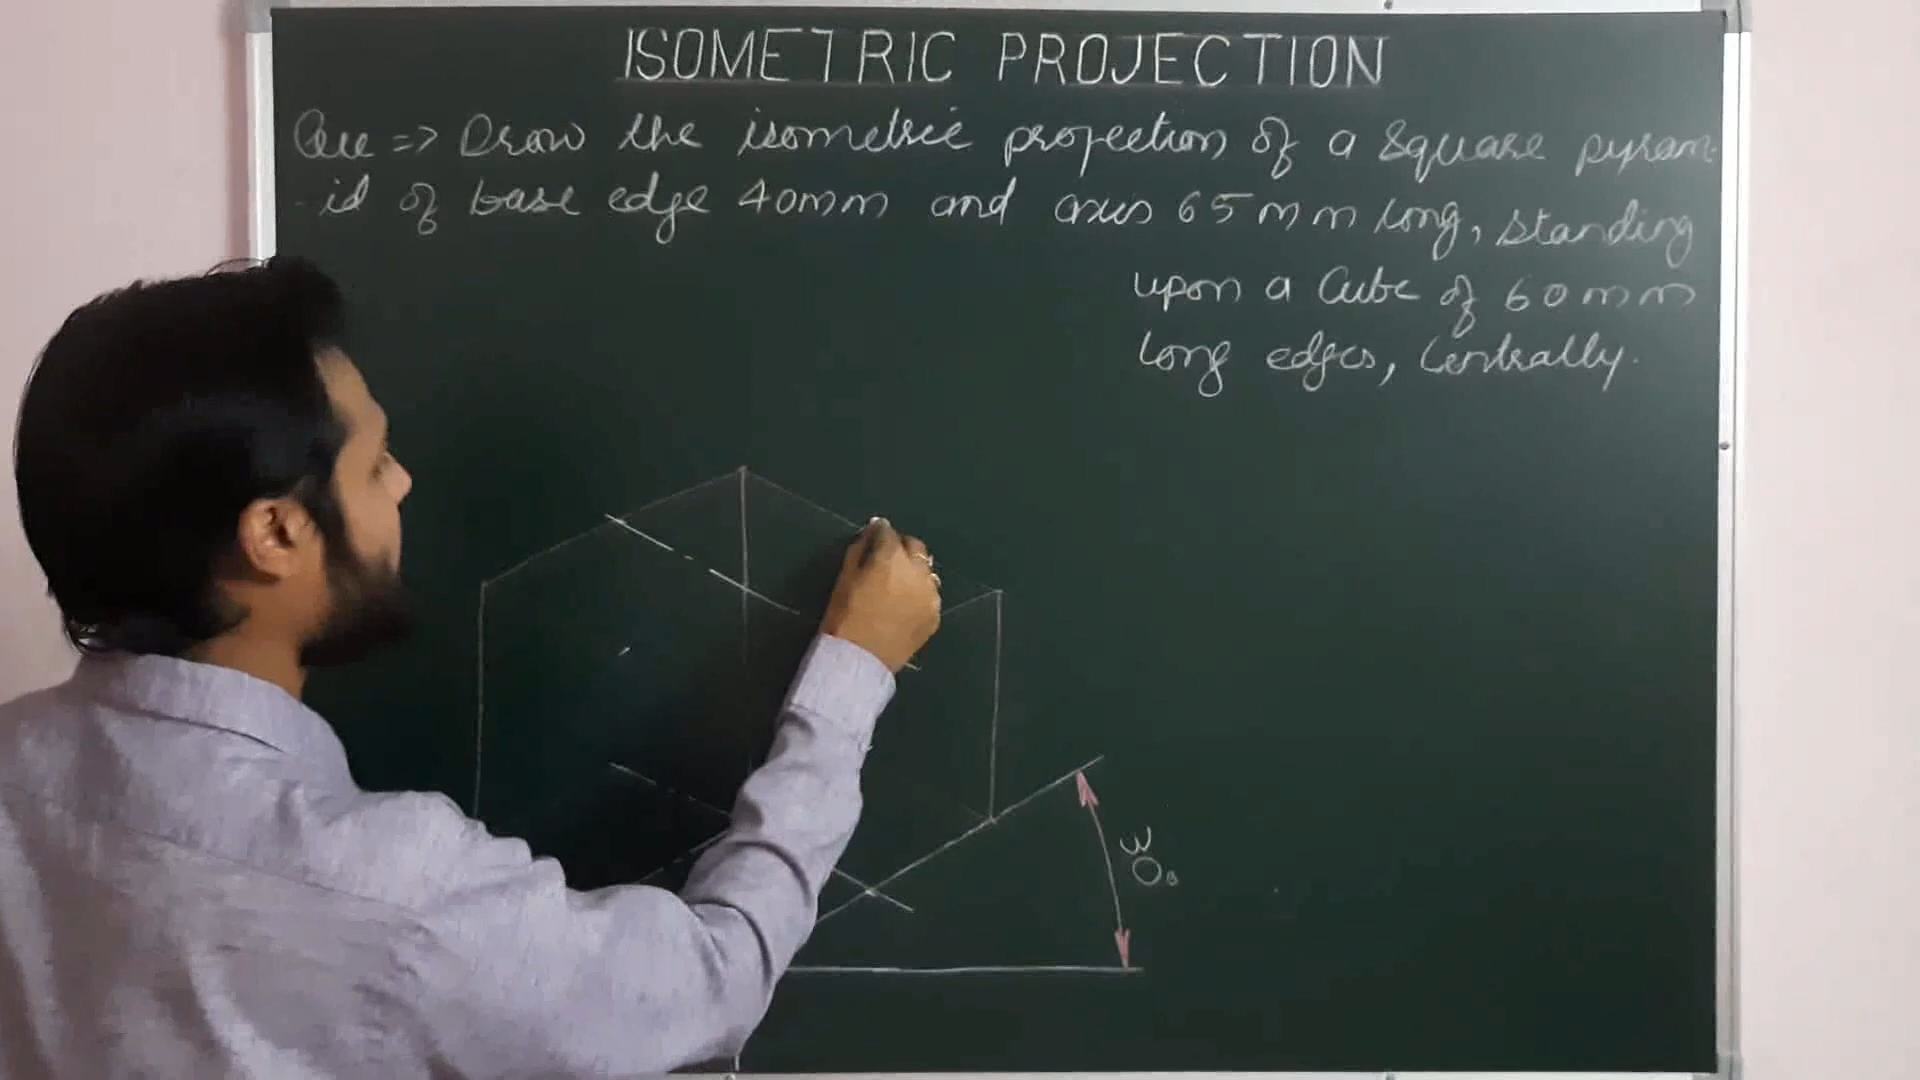 ISOMETRIC PROJECTION
Que => Draw the isometric projection of a square pyram-
-id of base edge 40mm and axis 65mm long, standing
upon a cube of 60mm
long edges, centrally.
30°